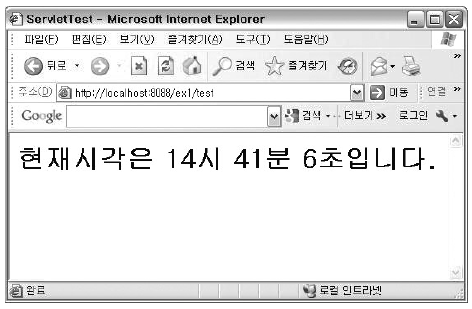 ServletTest - Microsoft Internet Explorer
파일(F) 편집(E) 보기(V) 즐겨찾기(A) 도구(T) 도움말(H)
뒤로 검색 즐겨찾기 »
주소(D) http://localhost:8088/ex1/test 이동 연결 »
Google 검색 더보기 » 로그인
현재시각은 14시 41분 6초입니다.
완료 로컬 인트라넷